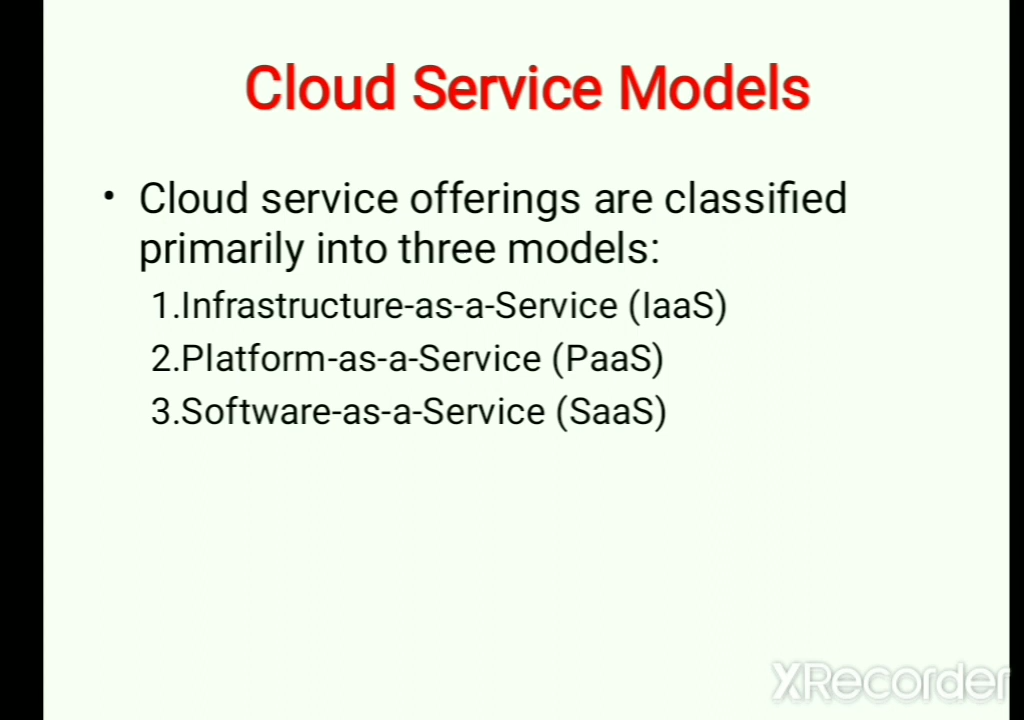 Cloud Service Models
• Cloud service offerings are classified
primarily into three models:
1.Infrastructure-as-a-Service (IaaS)
2.Platform-as-a-Service (PaaS)
3.Software-as-a-Service (SaaS)
XRecorder